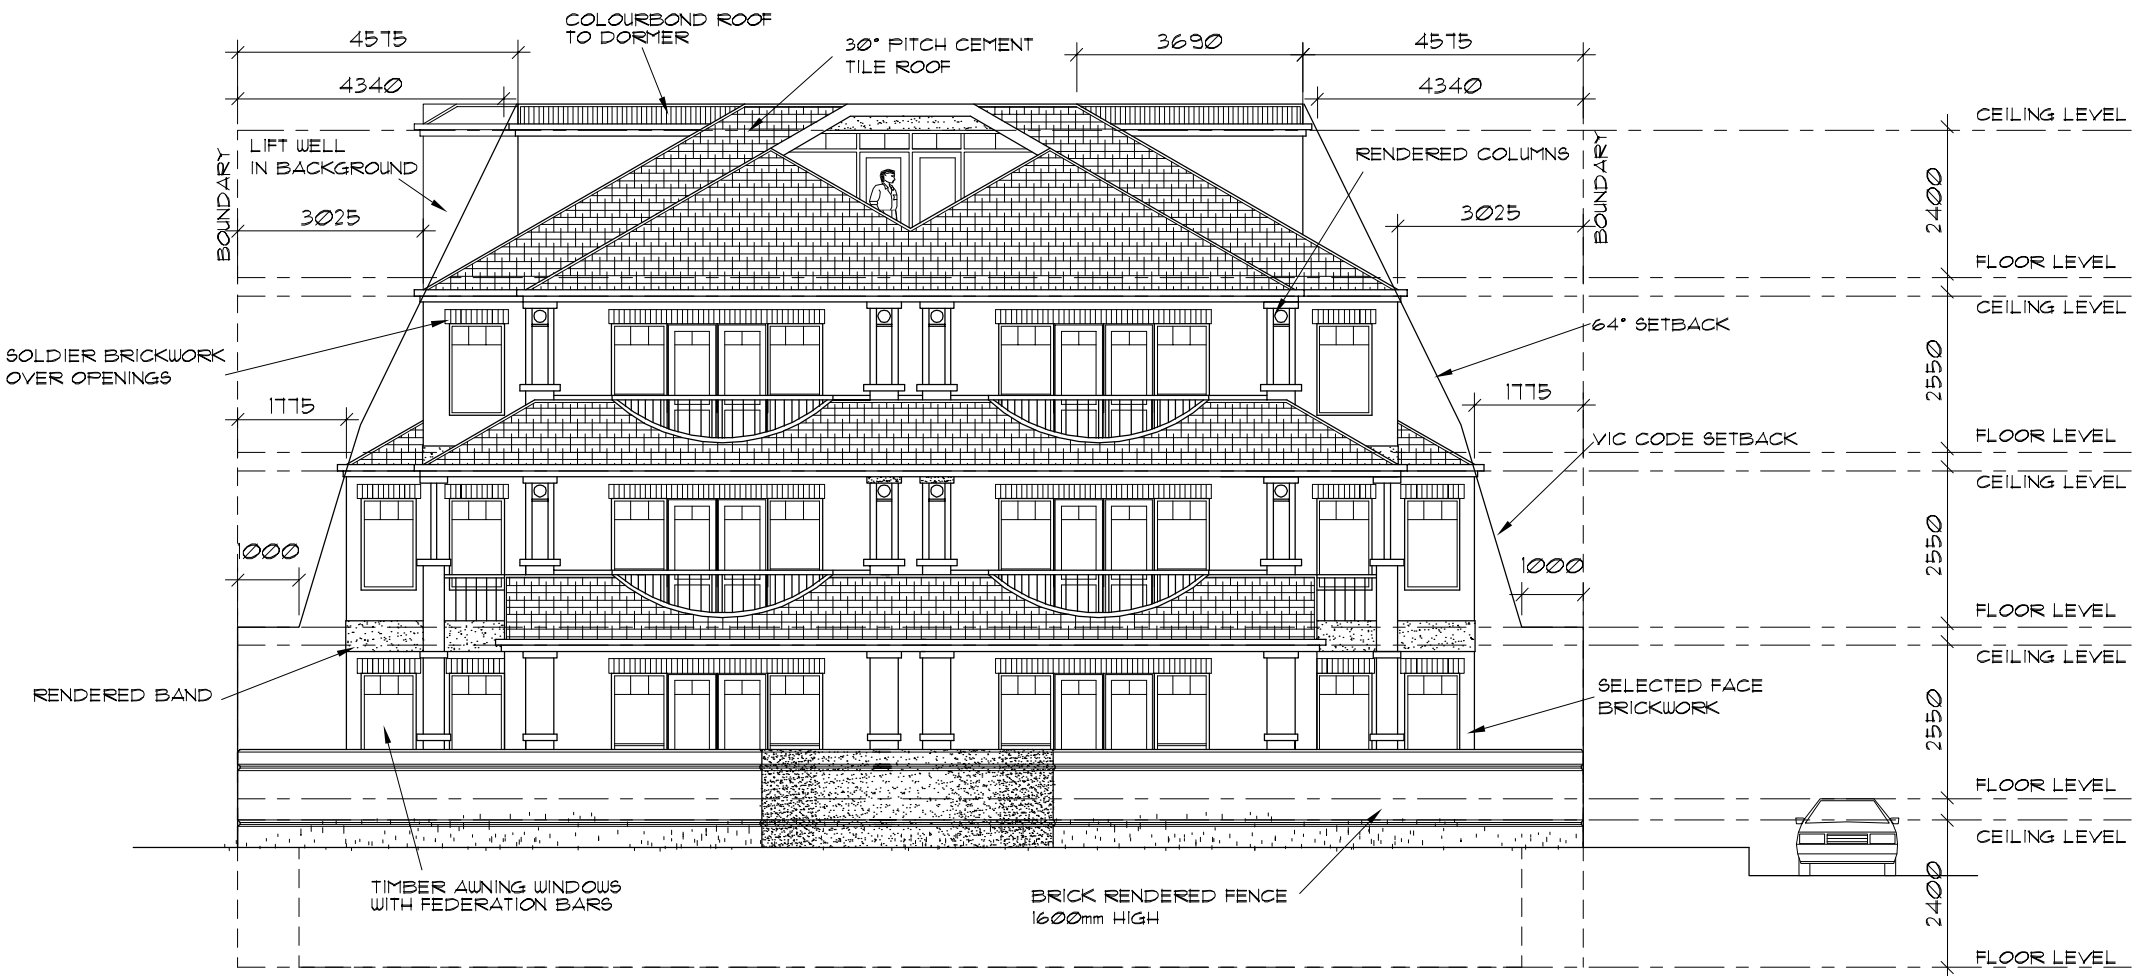 COLOURBOND ROOF
TO DORMER
4575
30° PITCH CEMENT
TILE ROOF
3690
4575
4340
4340
CEILING LEVEL
BOUNDARY
LIFT WELL
IN BACKGROUND
RENDERED COLUMNS
BOUNDARY
2400
3025
3025
FLOOR LEVEL
CEILING LEVEL
64° SETBACK
SOLDIER BRICKWORK
OVER OPENINGS
2550
1775
1775
VIC CODE SETBACK
FLOOR LEVEL
CEILING LEVEL
1000
2550
1000
FLOOR LEVEL
CEILING LEVEL
RENDERED BAND
SELECTED FACE
BRICKWORK
2550
FLOOR LEVEL
CEILING LEVEL
TIMBER AWNING WINDOWS
WITH FEDERATION BARS
BRICK RENDERED FENCE
1600mm HIGH
2400
FLOOR LEVEL